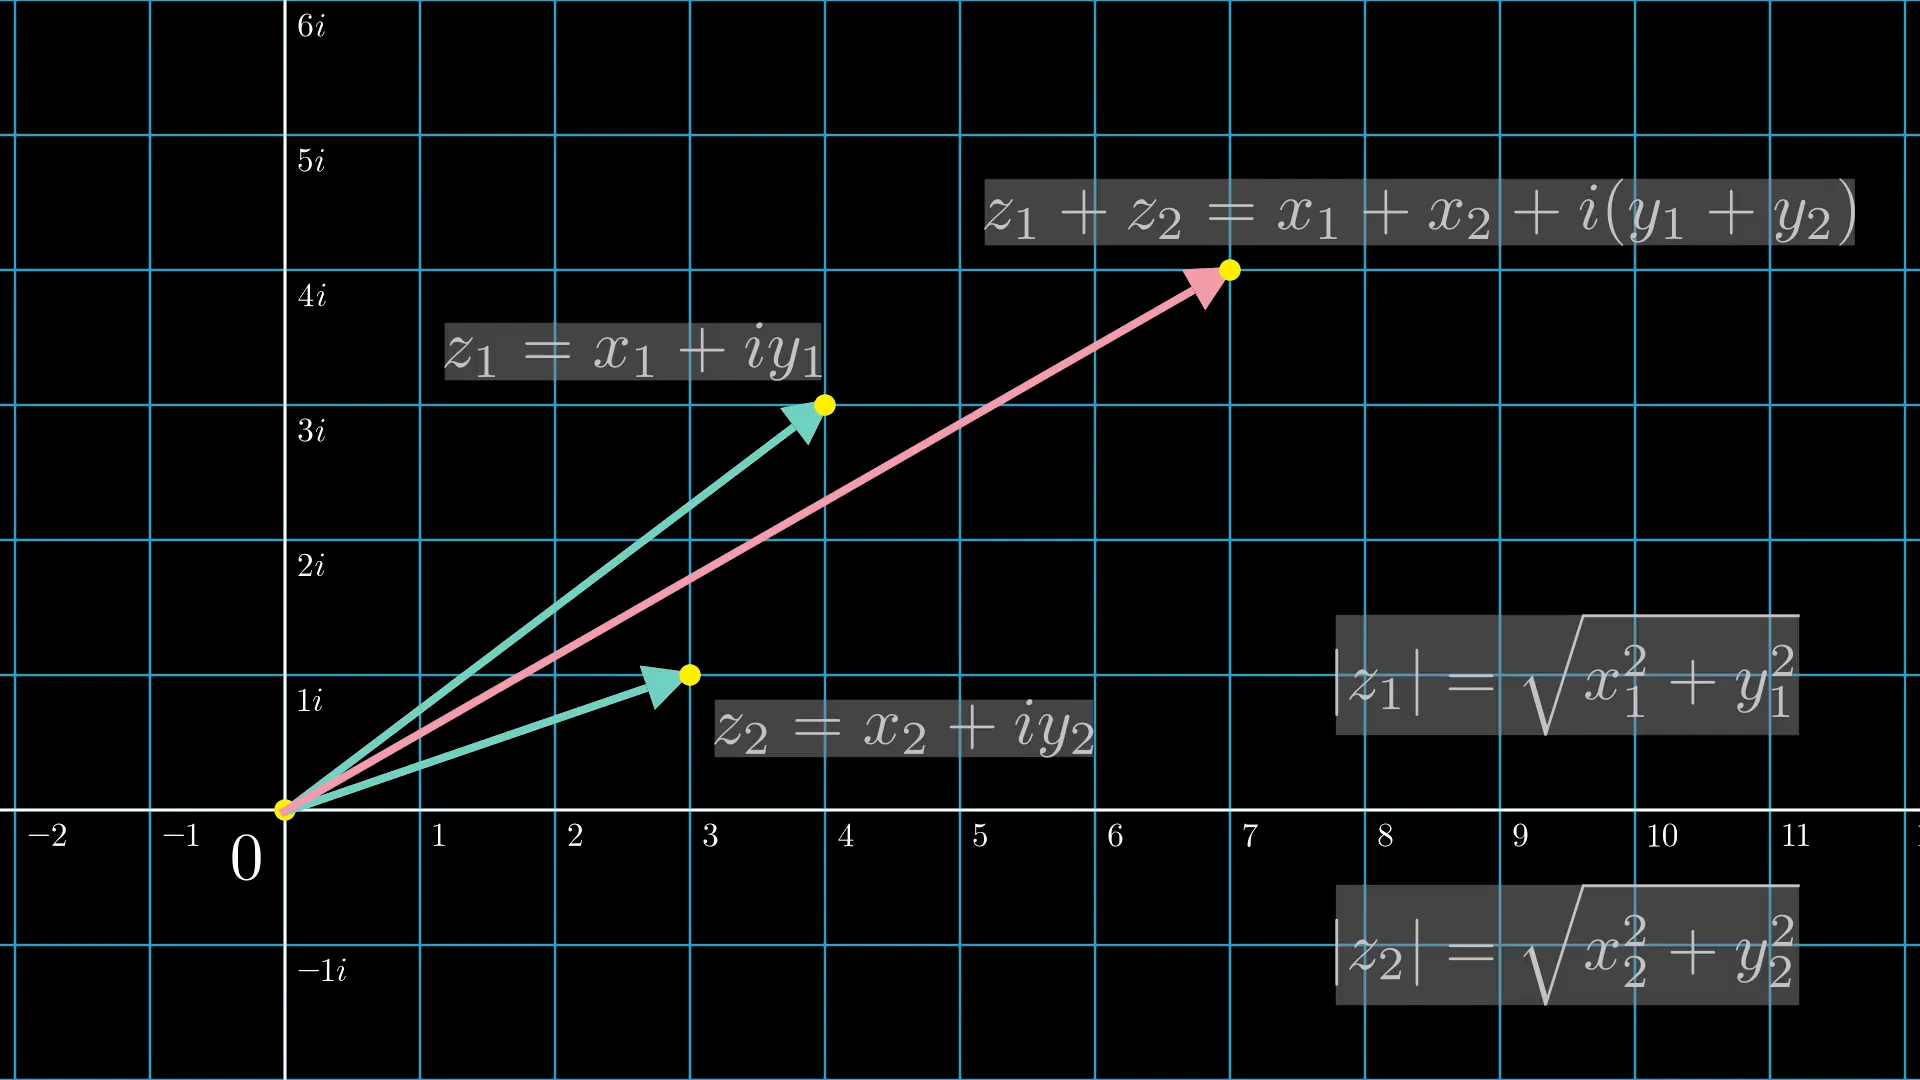 6i
5i
z₁ + z₂ = x₁ + x₂ + i(y₁ + y₂)
4i
z₁ = x₁ + iy₁
3i
2i
|z₁| = √(x₁² + y₁²)
1i
z₂ = x₂ + iy₂
−2 −1 0 1 2 3 4 5 6 7 8 9 10 11
|z₂| = √(x₂² + y₂²)
−1i